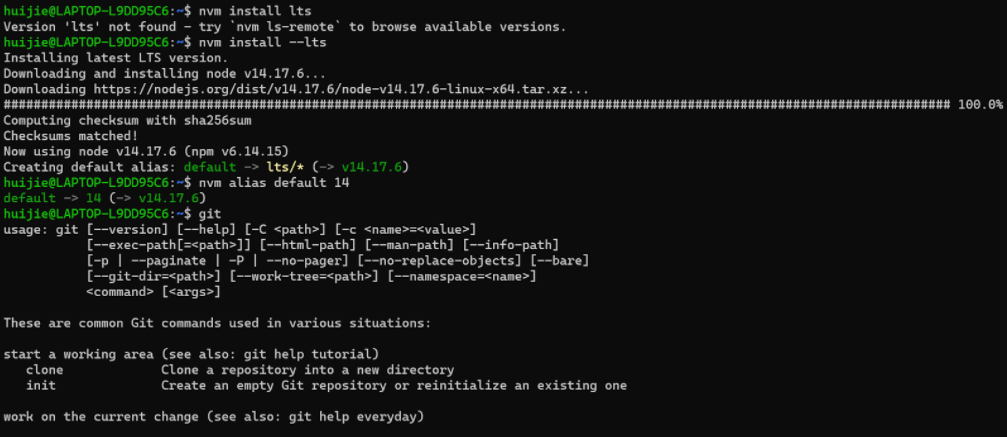 huijie@LAPTOP-L9DD95C6:~$ nvm install lts
Version 'lts' not found - try `nvm ls-remote` to browse available versions.
huijie@LAPTOP-L9DD95C6:~$ nvm install --lts
Installing latest LTS version.
Downloading and installing node v14.17.6...
Downloading https://nodejs.org/dist/v14.17.6/node-v14.17.6-linux-x64.tar.xz...
############################################################################################################################## 100.0%
Computing checksum with sha256sum
Checksums matched!
Now using node v14.17.6 (npm v6.14.15)
Creating default alias: default -> lts/* (-> v14.17.6)
huijie@LAPTOP-L9DD95C6:~$ nvm alias default 14
default -> 14 (-> v14.17.6)
huijie@LAPTOP-L9DD95C6:~$ git
usage: git [--version] [--help] [-C <path>] [-c <name>=<value>]
           [--exec-path[=<path>]] [--html-path] [--man-path] [--info-path]
           [-p | --paginate | -P | --no-pager] [--no-replace-objects] [--bare]
           [--git-dir=<path>] [--work-tree=<path>] [--namespace=<name>]
           <command> [<args>]
These are common Git commands used in various situations:
start a working area (see also: git help tutorial)
   clone             Clone a repository into a new directory
   init              Create an empty Git repository or reinitialize an existing one
work on the current change (see also: git help everyday)